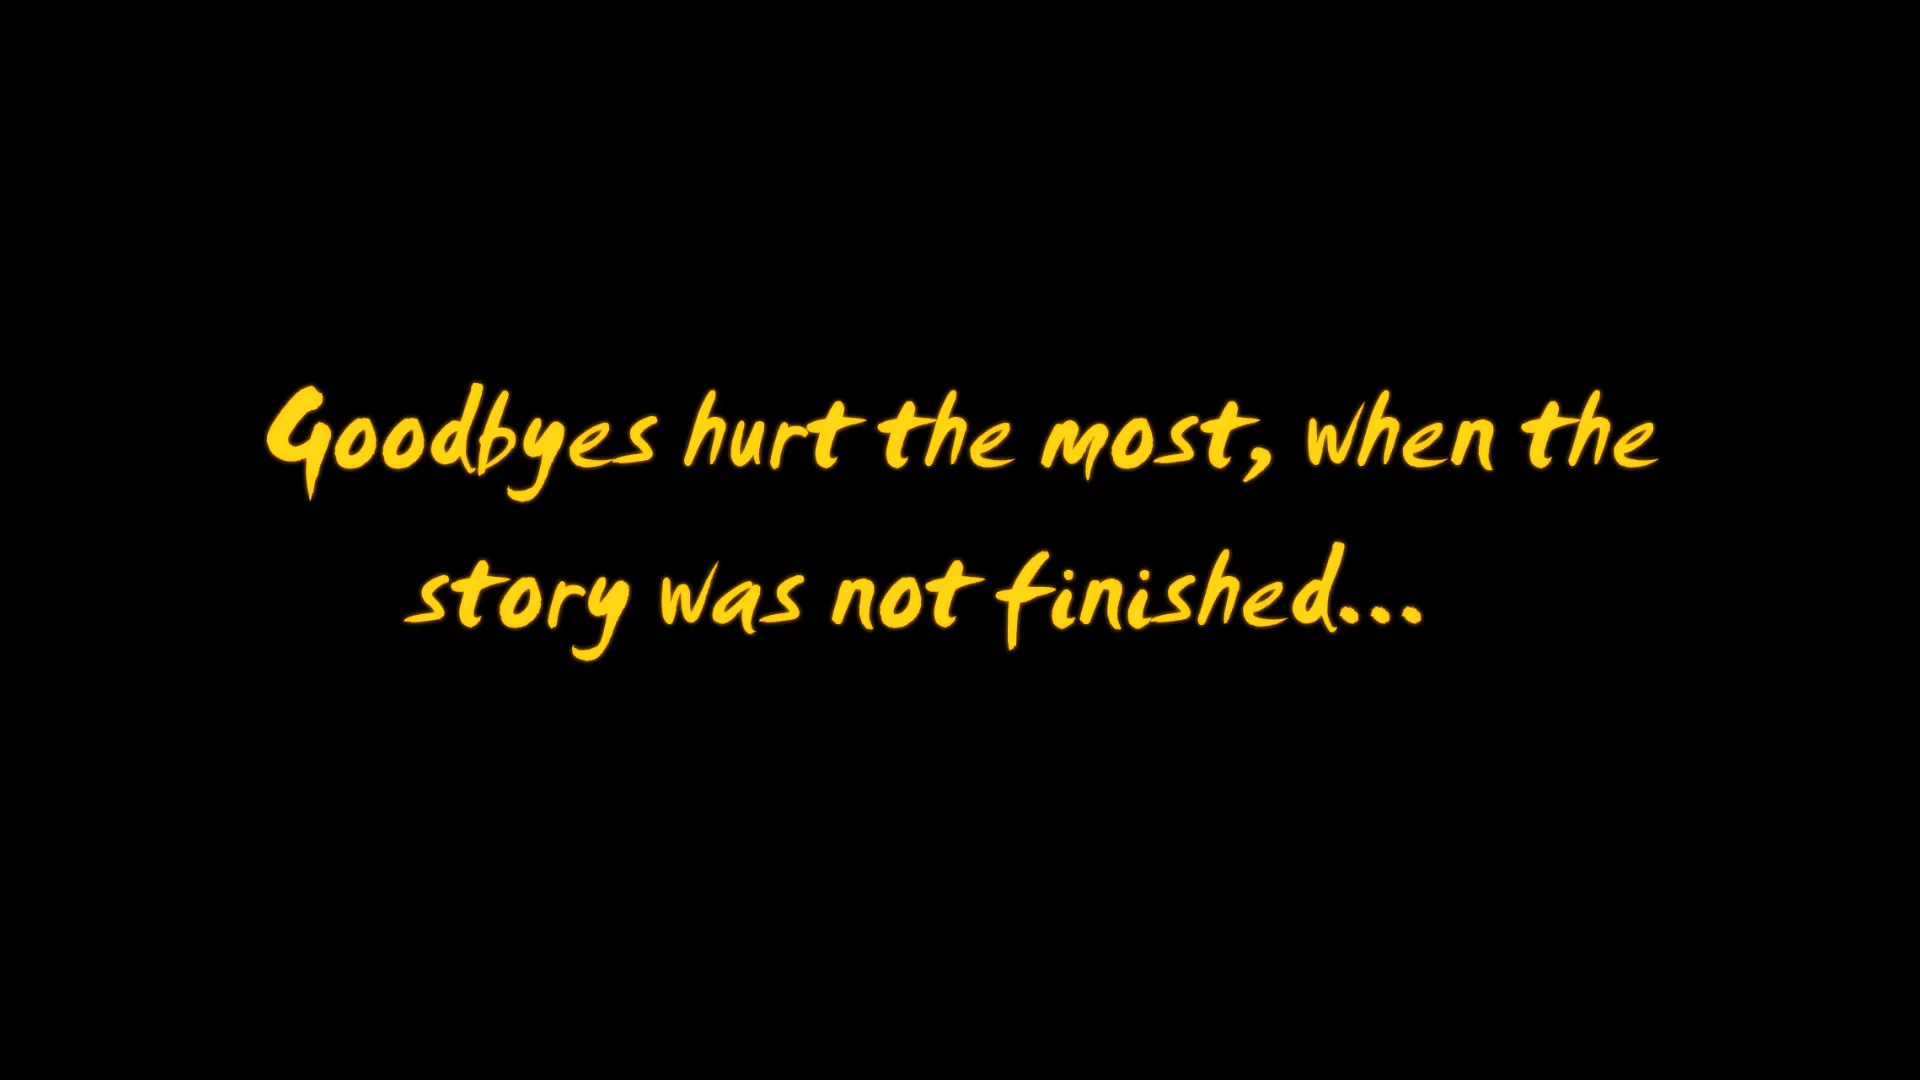 Goodbyes hurt the most, when the
story was not finished...